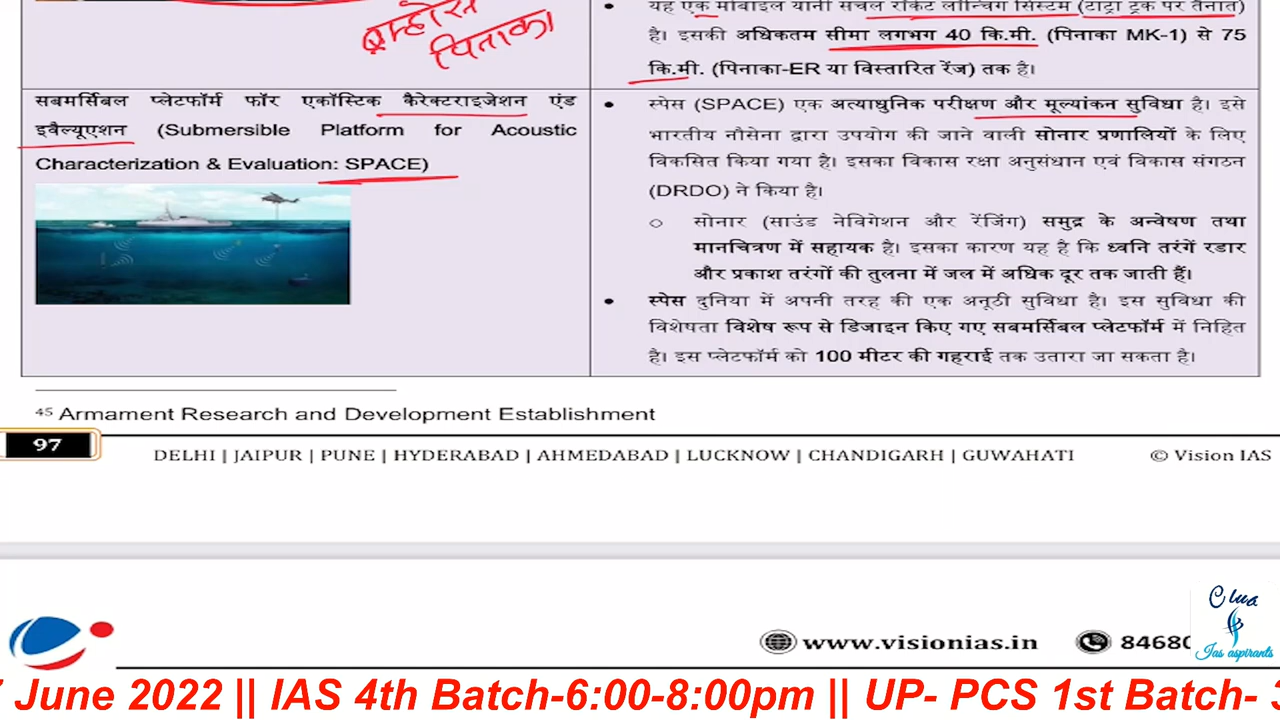 ब्रम्होस
पिनाका
यह एक मोबाइल यानी सचल रॉकेट लॉन्चिंग सिस्टम (टाट्रा ट्रक पर तैनात)
है। इसकी अधिकतम सीमा लगभग 40 कि.मी. (पिनाका MK-1) से 75
कि.मी. (पिनाका-ER या विस्तारित रेंज) तक है।
सबमर्सिबल प्लेटफॉर्म फॉर एकॉस्टिक कैरेक्टराइजेशन एंड
इवैल्यूएशन (Submersible Platform for Acoustic
Characterization & Evaluation: SPACE)
स्पेस (SPACE) एक अत्याधुनिक परीक्षण और मूल्यांकन सुविधा है। इसे
भारतीय नौसेना द्वारा उपयोग की जाने वाली सोनार प्रणालियों के लिए
विकसित किया गया है। इसका विकास रक्षा अनुसंधान एवं विकास संगठन
(DRDO) ने किया है।
सोनार (साउंड नेविगेशन और रेंजिंग) समुद्र के अन्वेषण तथा
मानचित्रण में सहायक है। इसका कारण यह है कि ध्वनि तरंगें रडार
और प्रकाश तरंगों की तुलना में जल में अधिक दूर तक जाती हैं।
स्पेस दुनिया में अपनी तरह की एक अनूठी सुविधा है। इस सुविधा की
विशेषता विशेष रूप से डिजाइन किए गए सबमर्सिबल प्लेटफॉर्म में निहित
है। इस प्लेटफॉर्म को 100 मीटर की गहराई तक उतारा जा सकता है।
45 Armament Research and Development Establishment
97
DELHI | JAIPUR | PUNE | HYDERABAD | AHMEDABAD | LUCKNOW | CHANDIGARH | GUWAHATI
© Vision IAS
www.visionias.in
84680
Ias aspirants
7 June 2022 || IAS 4th Batch-6:00-8:00pm || UP- PCS 1st Batch- 3